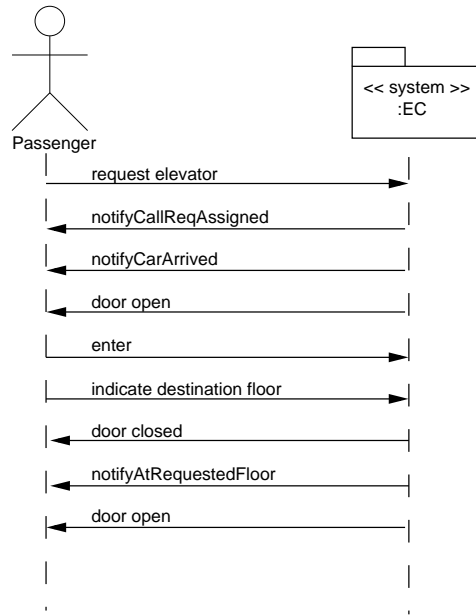 << system >>
:EC
Passenger
request elevator
notifyCallReqAssigned
notifyCarArrived
door open
enter
indicate destination floor
door closed
notifyAtRequestedFloor
door open